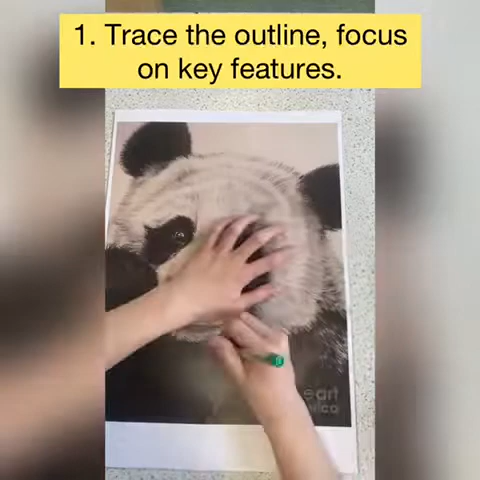 1. Trace the outline, focus
on key features.